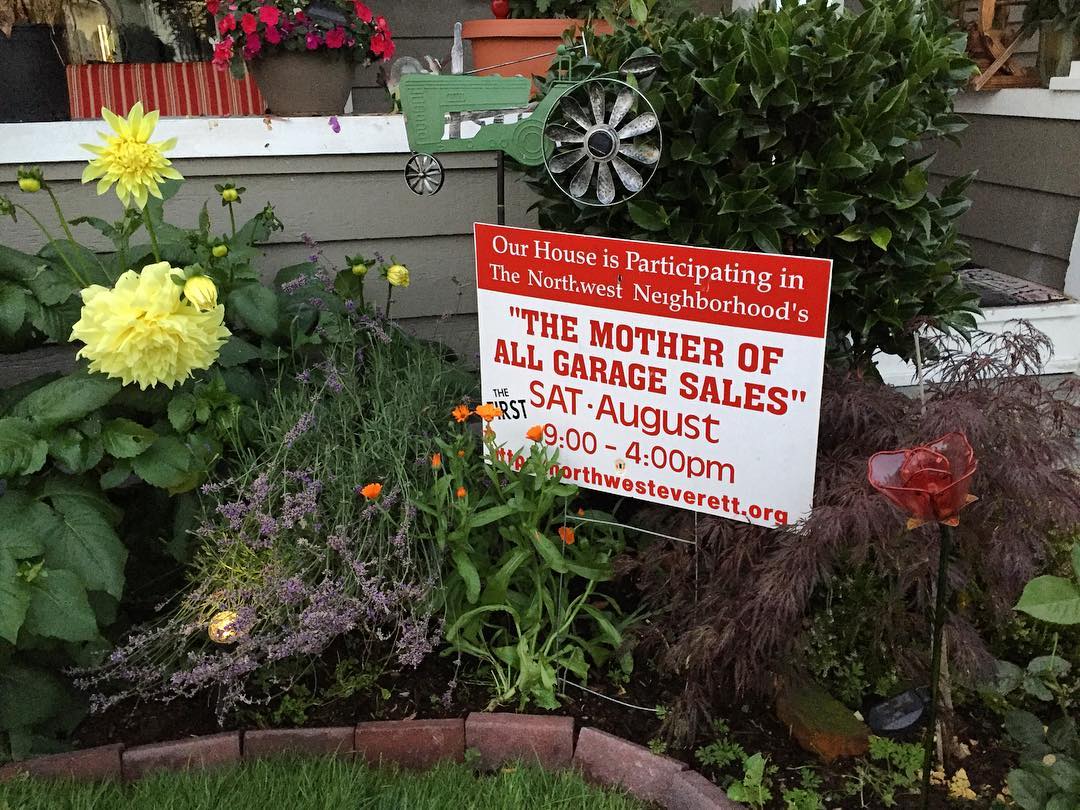 Our House is Participating in
The Northwest Neighborhood's
"THE MOTHER OF
ALL GARAGE SALES"
THE
FIRST SAT · August
9:00 - 4:00pm
northwesteverett.org